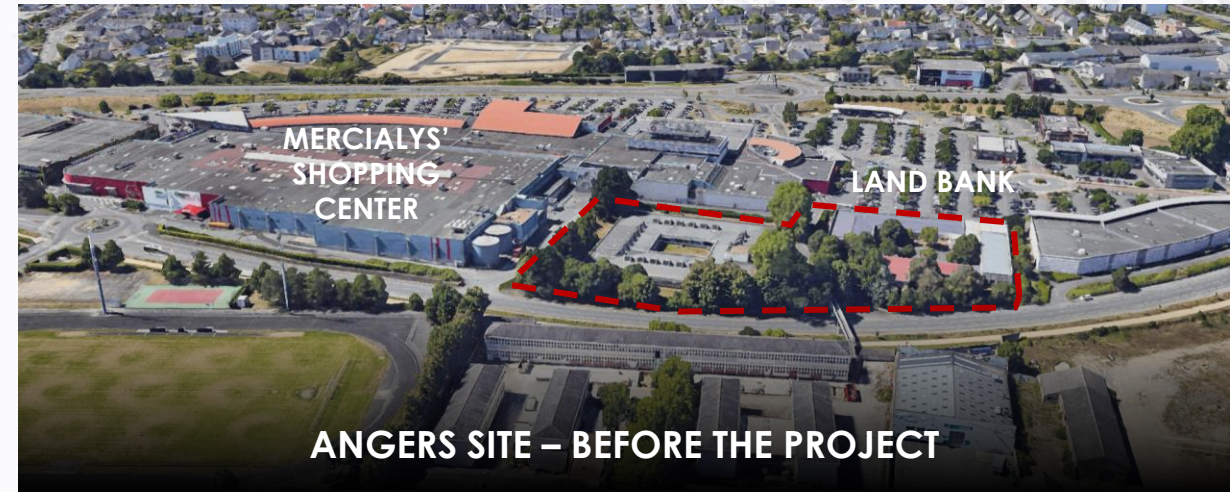 MERCIALYS'
SHOPPING
CENTER
LAND BANK
ANGERS SITE – BEFORE THE PROJECT